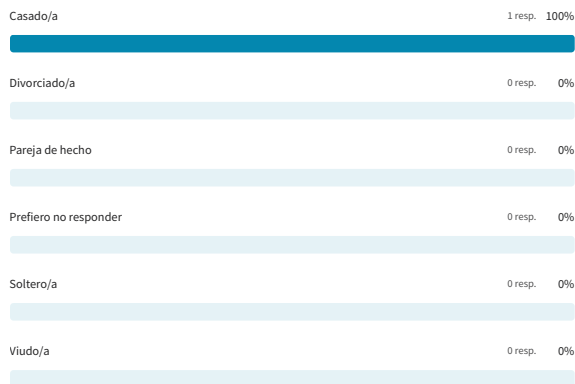 Casado/a 1 resp. 100%
Divorciado/a 0 resp. 0%
Pareja de hecho 0 resp. 0%
Prefiero no responder 0 resp. 0%
Soltero/a 0 resp. 0%
Viudo/a 0 resp. 0%